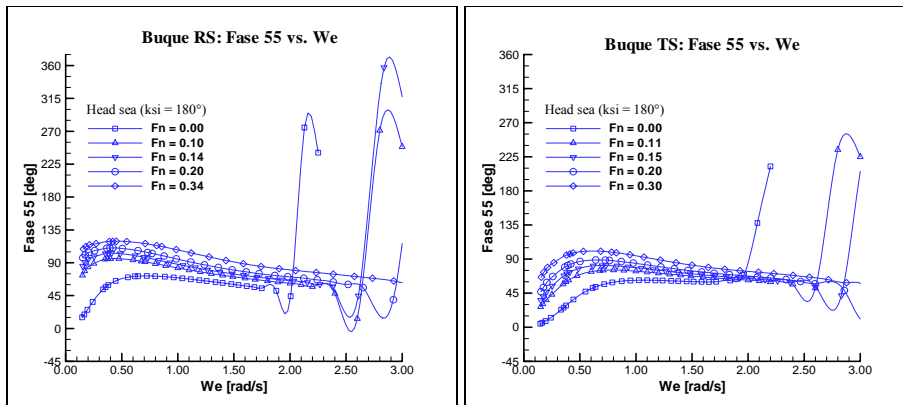 Buque RS: Fase 55 vs. We
Fase 55 [deg]
360
315
270
225
180
135
90
45
0
-45
Head sea (ksi = 180°)
Fn = 0.00
Fn = 0.10
Fn = 0.14
Fn = 0.20
Fn = 0.34
0.00 0.50 1.00 1.50 2.00 2.50 3.00
We [rad/s]
Buque TS: Fase 55 vs. We
Fase 55 [deg]
360
315
270
225
180
135
90
45
0
-45
Head sea (ksi = 180°)
Fn = 0.00
Fn = 0.11
Fn = 0.15
Fn = 0.20
Fn = 0.30
0.00 0.50 1.00 1.50 2.00 2.50 3.00
We [rad/s]